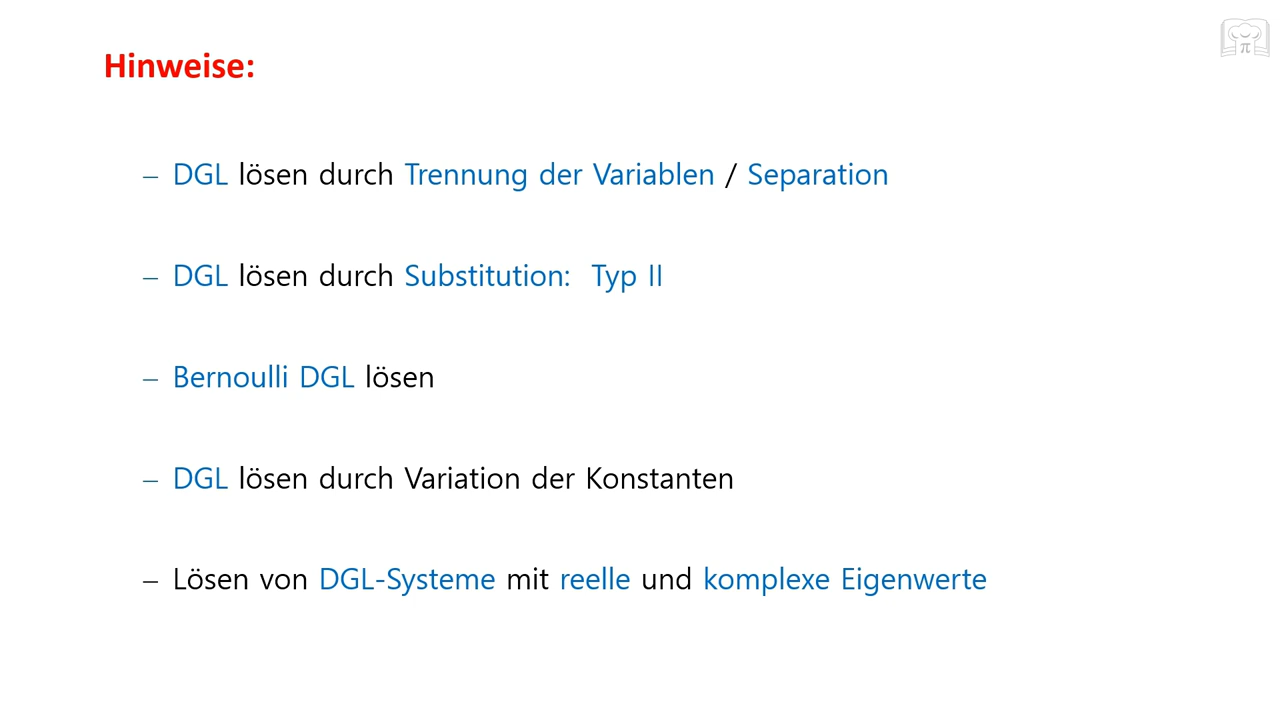 Hinweise:
– DGL lösen durch Trennung der Variablen / Separation
– DGL lösen durch Substitution: Typ II
– Bernoulli DGL lösen
– DGL lösen durch Variation der Konstanten
– Lösen von DGL-Systeme mit reelle und komplexe Eigenwerte
π